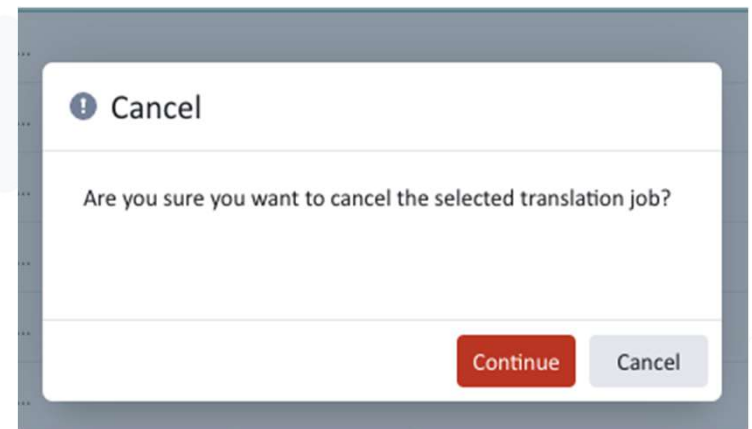 Cancel
Are you sure you want to cancel the selected translation job?
Continue
Cancel